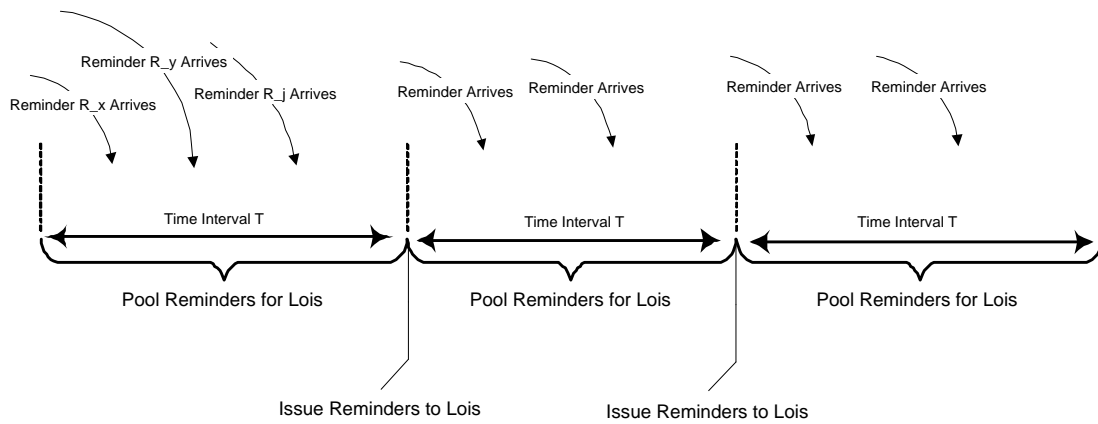 Reminder R_y Arrives
Reminder R_x Arrives
Reminder R_j Arrives
Reminder Arrives
Reminder Arrives
Reminder Arrives
Reminder Arrives
Time Interval T
Time Interval T
Time Interval T
Pool Reminders for Lois
Pool Reminders for Lois
Pool Reminders for Lois
Issue Reminders to Lois
Issue Reminders to Lois